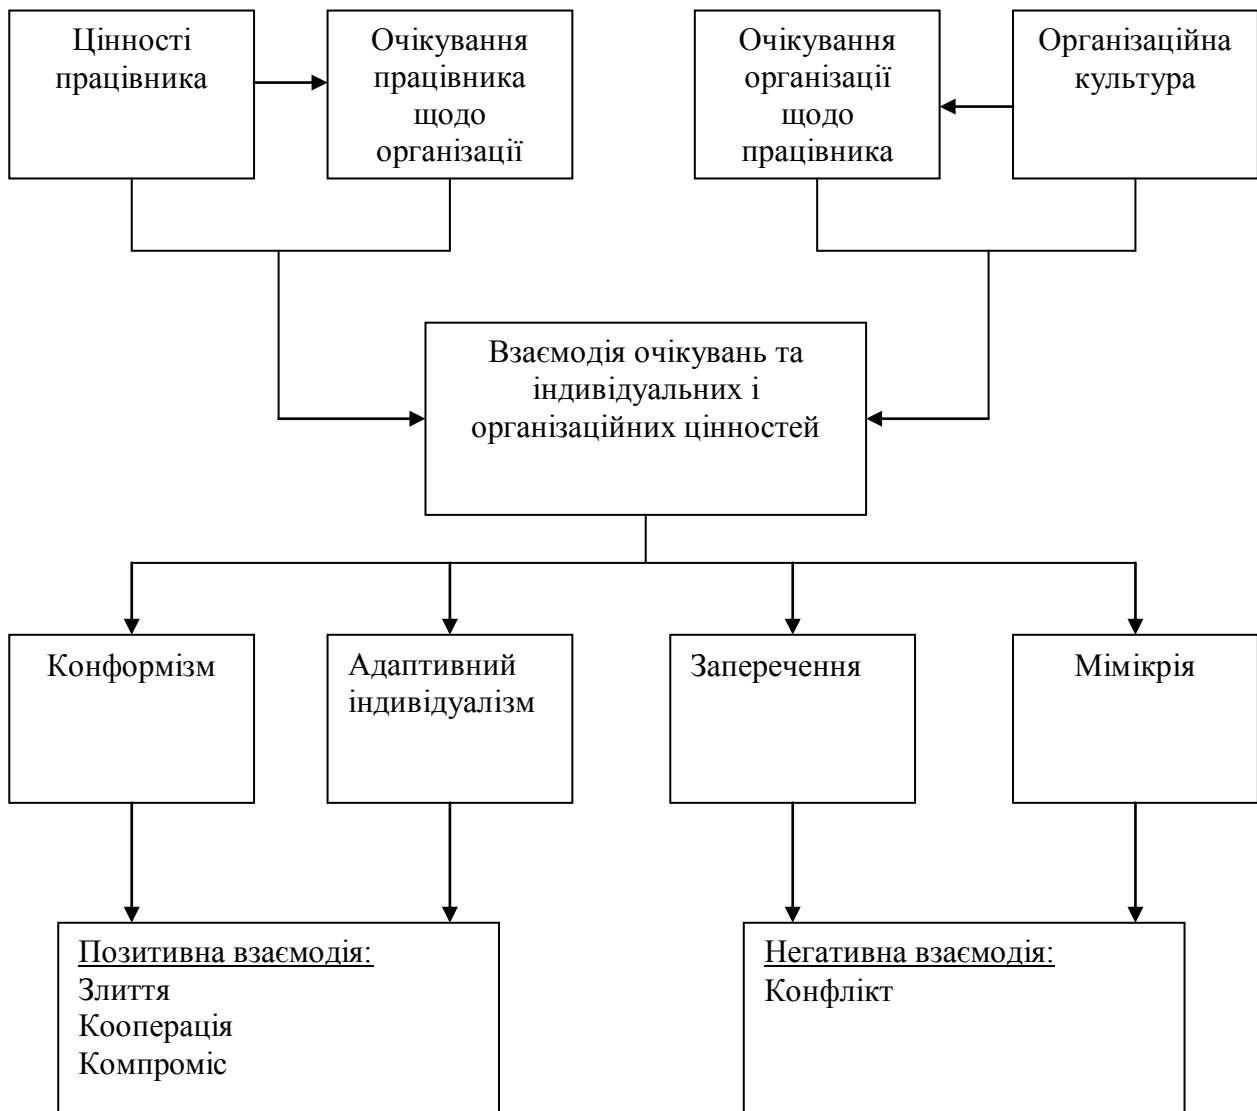 Цінності
працівника
Очікування
працівника
щодо
організації
Очікування
організації
щодо
працівника
Організаційна
культура
Взаємодія очікувань та
індивідуальних і
організаційних цінностей
Конформізм
Адаптивний
індивідуалізм
Заперечення
Мімікрія
Позитивна взаємодія:
Злиття
Кооперація
Компроміс
Негативна взаємодія:
Конфлікт